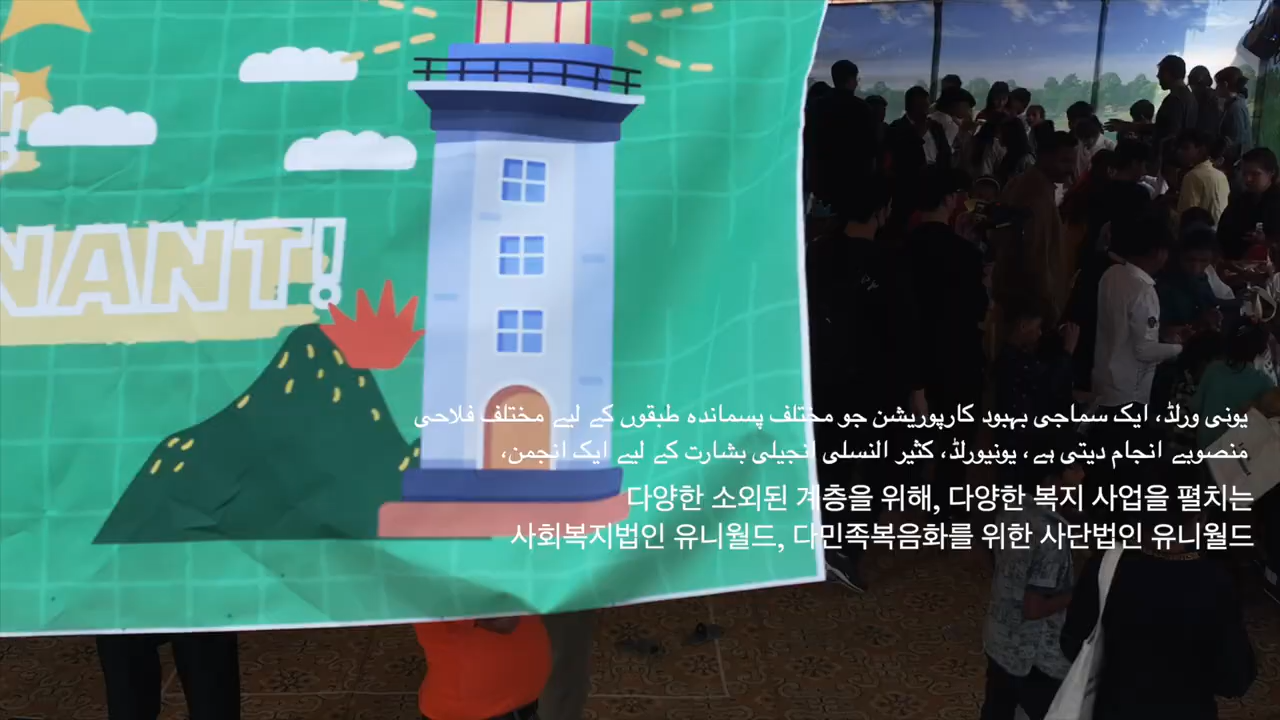 !
NANT!
یونی ورلڈ، ایک سماجی بہبود کارپوریشن جو مختلف پسماندہ طبقوں کے لیے مختلف فلاحی
منصوبے انجام دیتی ہے، یونیورلڈ، کثیر النسلی انجیلی بشارت کے لیے ایک انجمن،
다양한 소외된 계층을 위해, 다양한 복지 사업을 펼치는
사회복지법인 유니월드, 다민족복음화를 위한 사단법인 유니월드